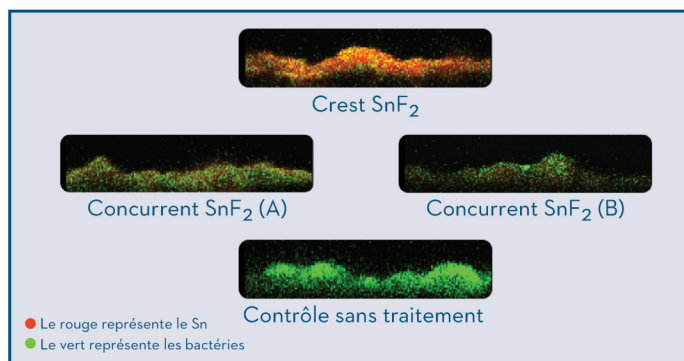 Crest SnF₂
Concurrent SnF₂ (A)
Concurrent SnF₂ (B)
Contrôle sans traitement
Le rouge représente le Sn
Le vert représente les bactéries